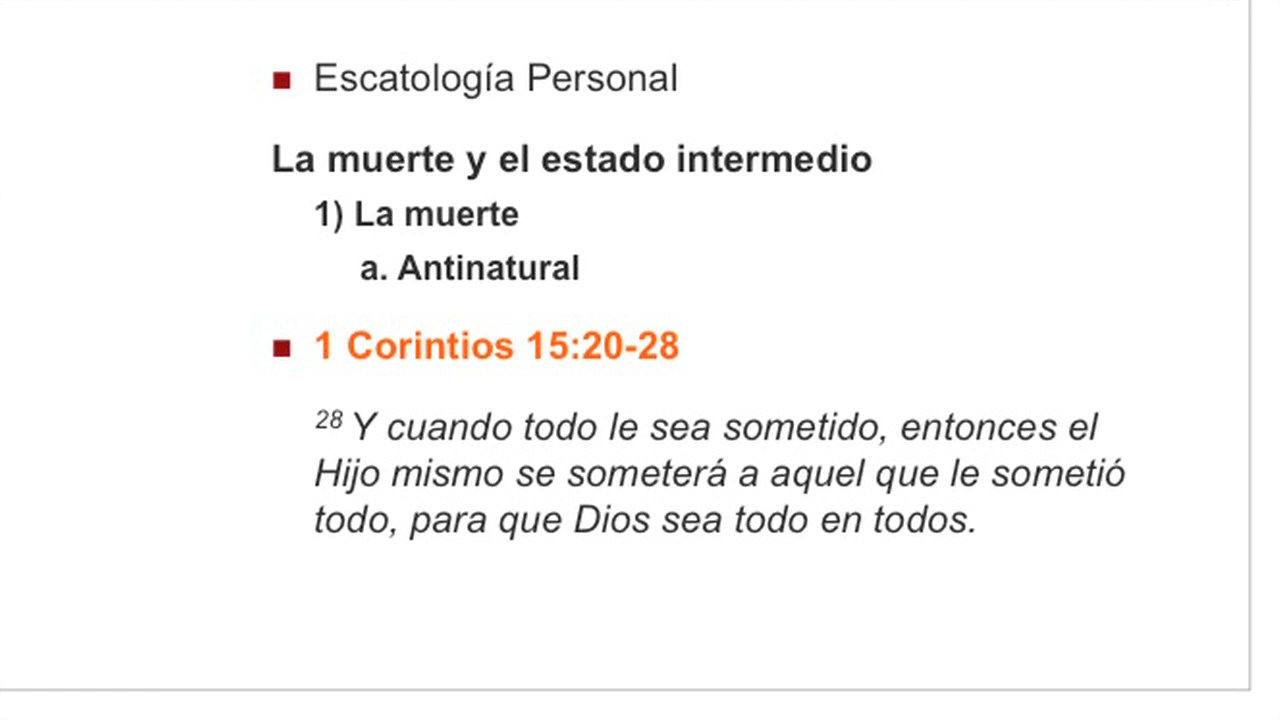 Escatología Personal
La muerte y el estado intermedio
1) La muerte
a. Antinatural
1 Corintios 15:20-28
28 Y cuando todo le sea sometido, entonces el
Hijo mismo se someterá a aquel que le sometió
todo, para que Dios sea todo en todos.